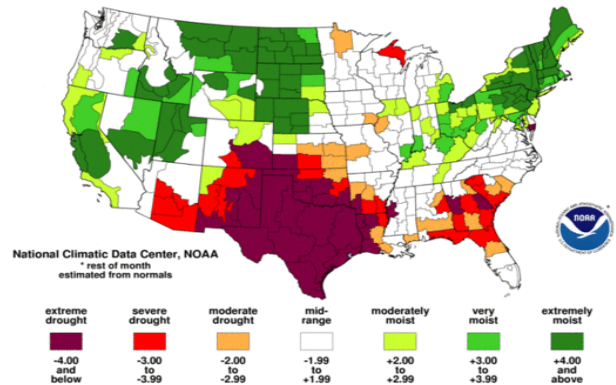 NOAA
National Climatic Data Center, NOAA
* rest of month
estimated from normals
extreme drought
severe drought
moderate drought
mid-range
moderately moist
very moist
extremely moist
-4.00 and below
-3.00 to -3.99
-2.00 to -2.99
-1.99 to +1.99
+2.00 to +2.99
+3.00 to +3.99
+4.00 and above